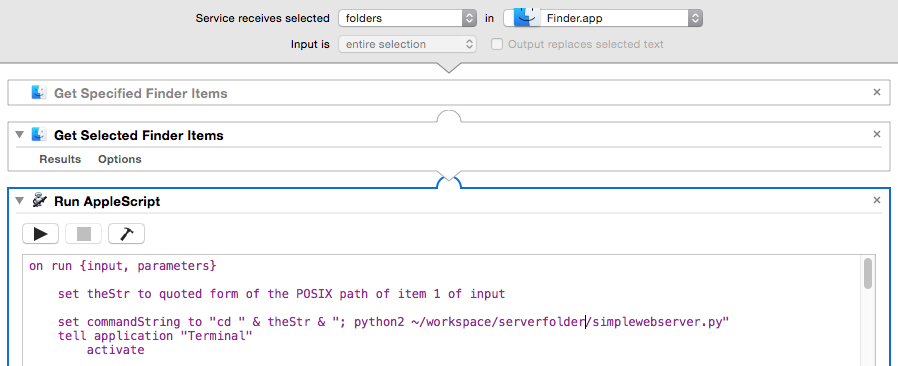 Service receives selected folders in Finder.app
Input is entire selection Output replaces selected text
Get Specified Finder Items
Get Selected Finder Items
Results Options
Run AppleScript
on run {input, parameters}
set theStr to quoted form of the POSIX path of item 1 of input
set commandString to "cd " & theStr & "; python2 ~/workspace/serverfolder/simplewebserver.py"
tell application "Terminal"
activate